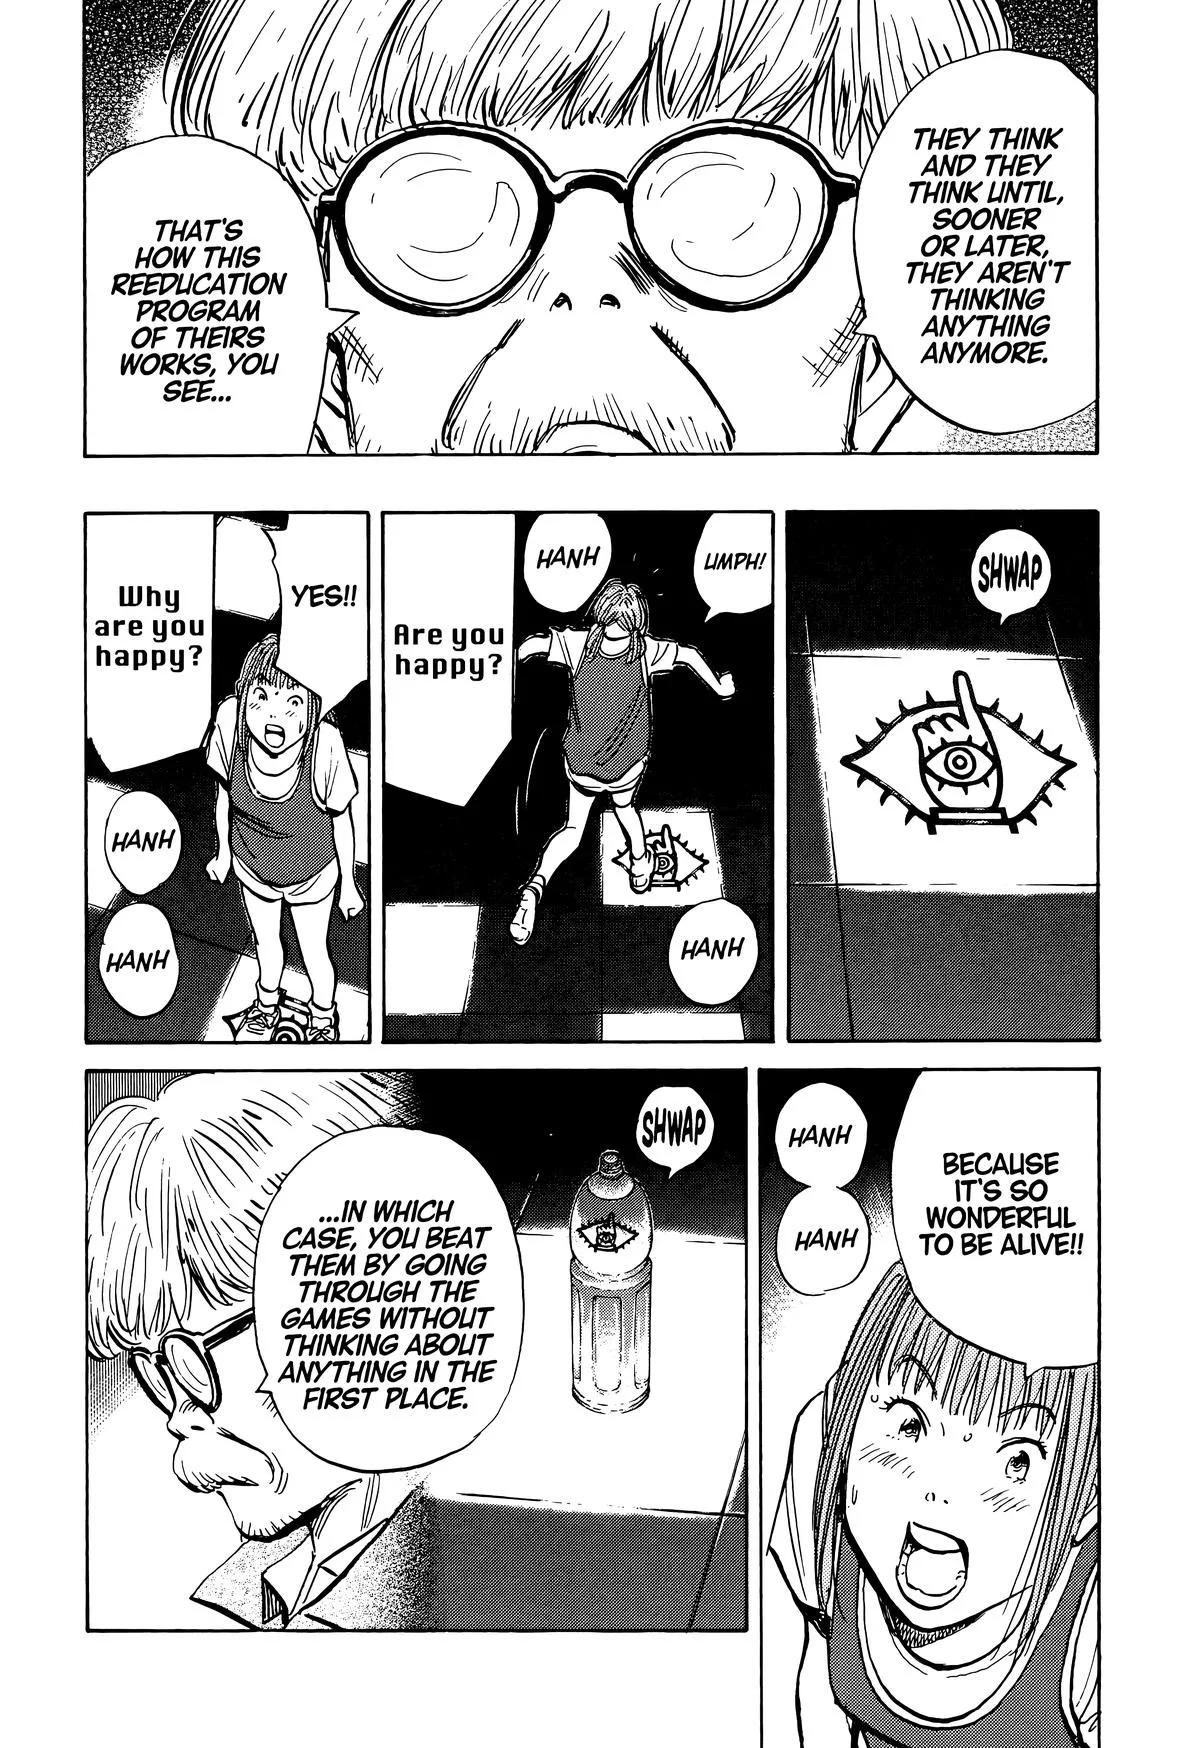 THEY THINK
AND THEY
THINK UNTIL,
SOONER
OR LATER,
THEY AREN'T
THINKING
ANYTHING
ANYMORE.
THAT'S
HOW THIS
REEDUCATION
PROGRAM
OF THEIRS
WORKS, YOU
SEE...
SHWAP
UMPH!
HANH
Are you
happy?
HANH
YES!!
Why
are you
happy?
HANH
HANH
BECAUSE
IT'S SO
WONDERFUL
TO BE ALIVE!!
HANH
HANH
SHWAP
...IN WHICH
CASE, YOU BEAT
THEM BY GOING
THROUGH THE
GAMES WITHOUT
THINKING ABOUT
ANYTHING IN THE
FIRST PLACE.